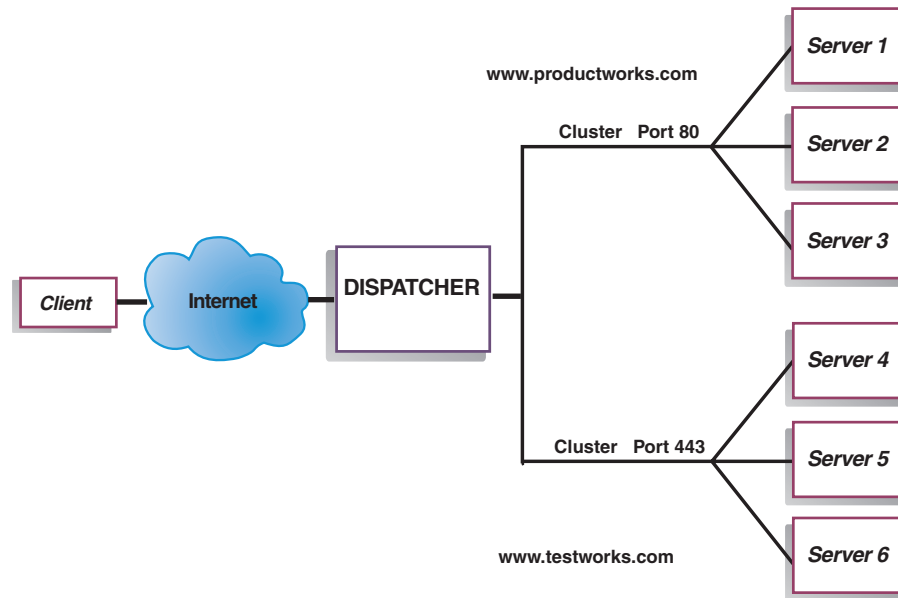 Server 1
www.productworks.com
Cluster Port 80
Server 2
Server 3
Client
Internet
DISPATCHER
Server 4
Cluster Port 443
Server 5
www.testworks.com
Server 6